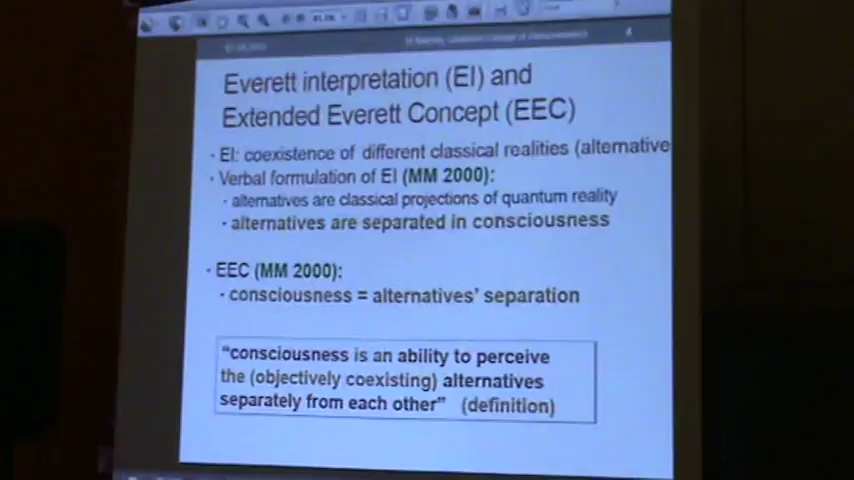 4
Everett interpretation (EI) and
Extended Everett Concept (EEC)
· EI: coexistence of different classical realities (alternative
· Verbal formulation of EI (MM 2000):
· alternatives are classical projections of quantum reality
· alternatives are separated in consciousness
· EEC (MM 2000):
· consciousness = alternatives' separation
"consciousness is an ability to perceive
the (objectively coexisting) alternatives
separately from each other" (definition)